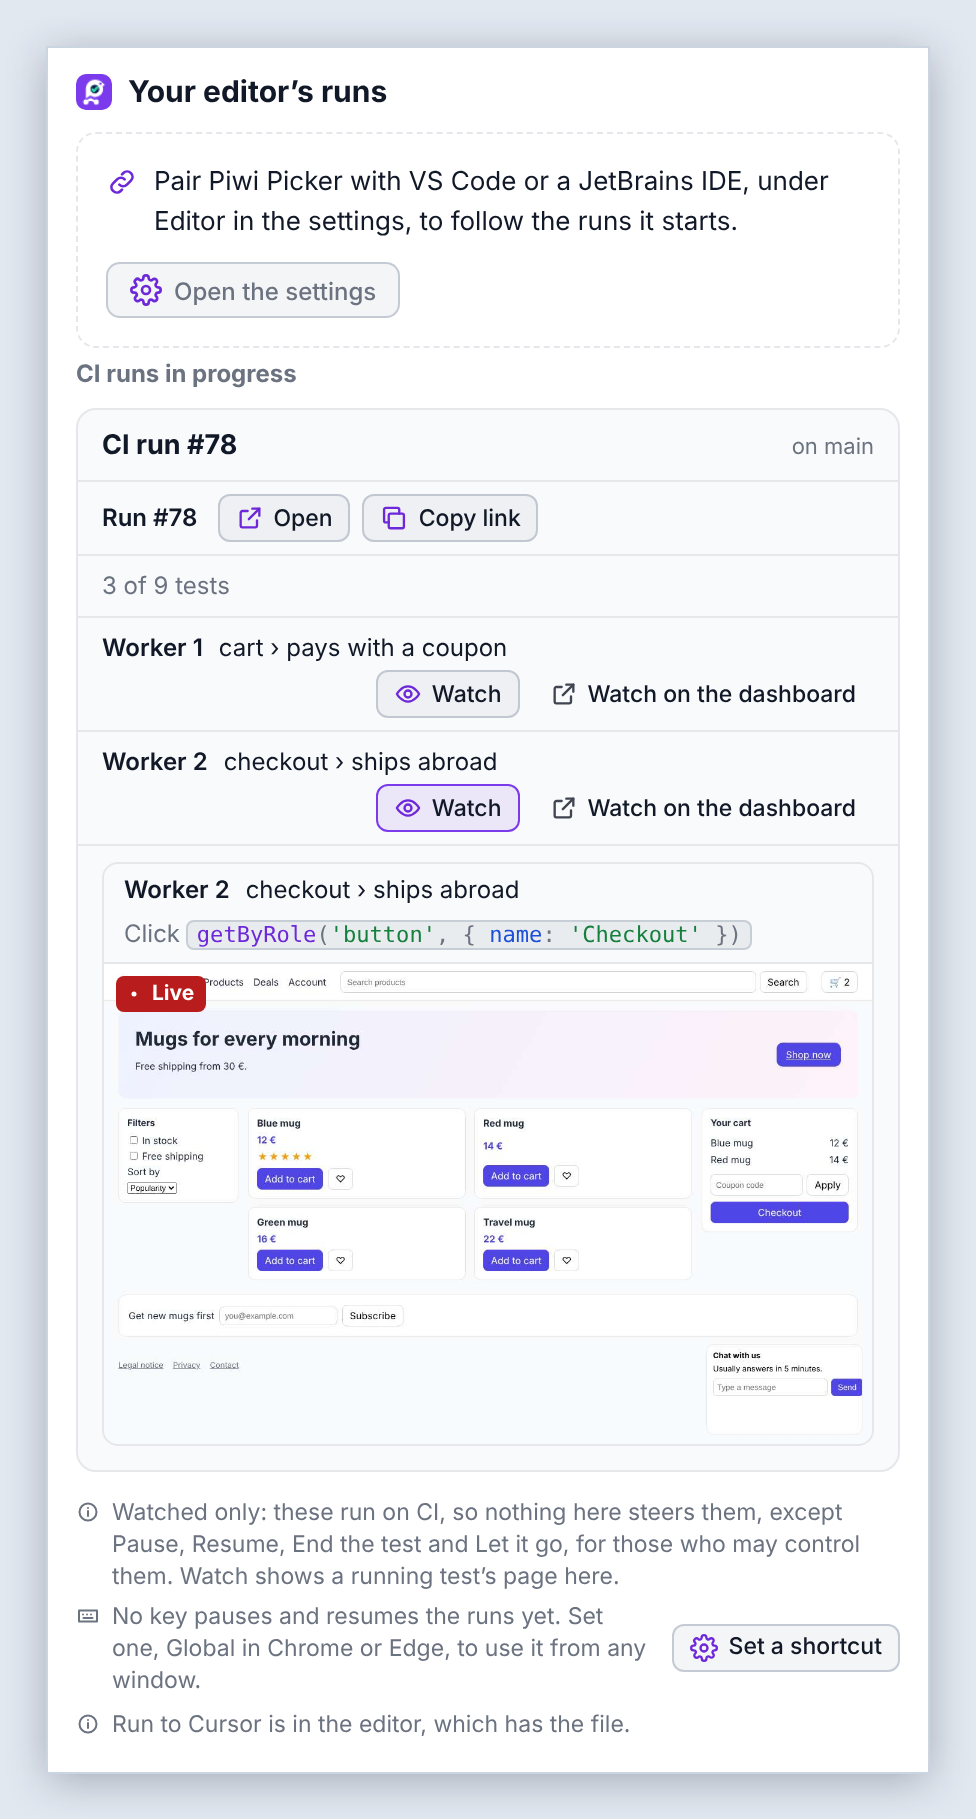 Your editor’s runs
Pair Piwi Picker with VS Code or a JetBrains IDE, under
Editor in the settings, to follow the runs it starts.
Open the settings
CI runs in progress
CI run #78 on main
Run #78 Open Copy link
3 of 9 tests
Worker 1 cart › pays with a coupon
Watch Watch on the dashboard
Worker 2 checkout › ships abroad
Watch Watch on the dashboard
Worker 2 checkout › ships abroad
Click getByRole('button', { name: 'Checkout' })
Live Products Deals Account Search products Search 🛒 2
Mugs for every morning
Free shipping from 30 €.
Shop now
Filters
In stock
Free shipping
Sort by
Popularity
Blue mug
12 €
★★★★★
Add to cart ♡
Red mug
14 €
Add to cart ♡
Green mug
16 €
Add to cart ♡
Travel mug
22 €
Add to cart ♡
Your cart
Blue mug 12 €
Red mug 14 €
Coupon code Apply
Checkout
Get new mugs first you@example.com Subscribe
Legal notice Privacy Contact
Chat with us
Usually answers in 5 minutes.
Type a message Send
Watched only: these run on CI, so nothing here steers them, except
Pause, Resume, End the test and Let it go, for those who may control
them. Watch shows a running test’s page here.
No key pauses and resumes the runs yet. Set
one, Global in Chrome or Edge, to use it from any
window.
Set a shortcut
Run to Cursor is in the editor, which has the file.